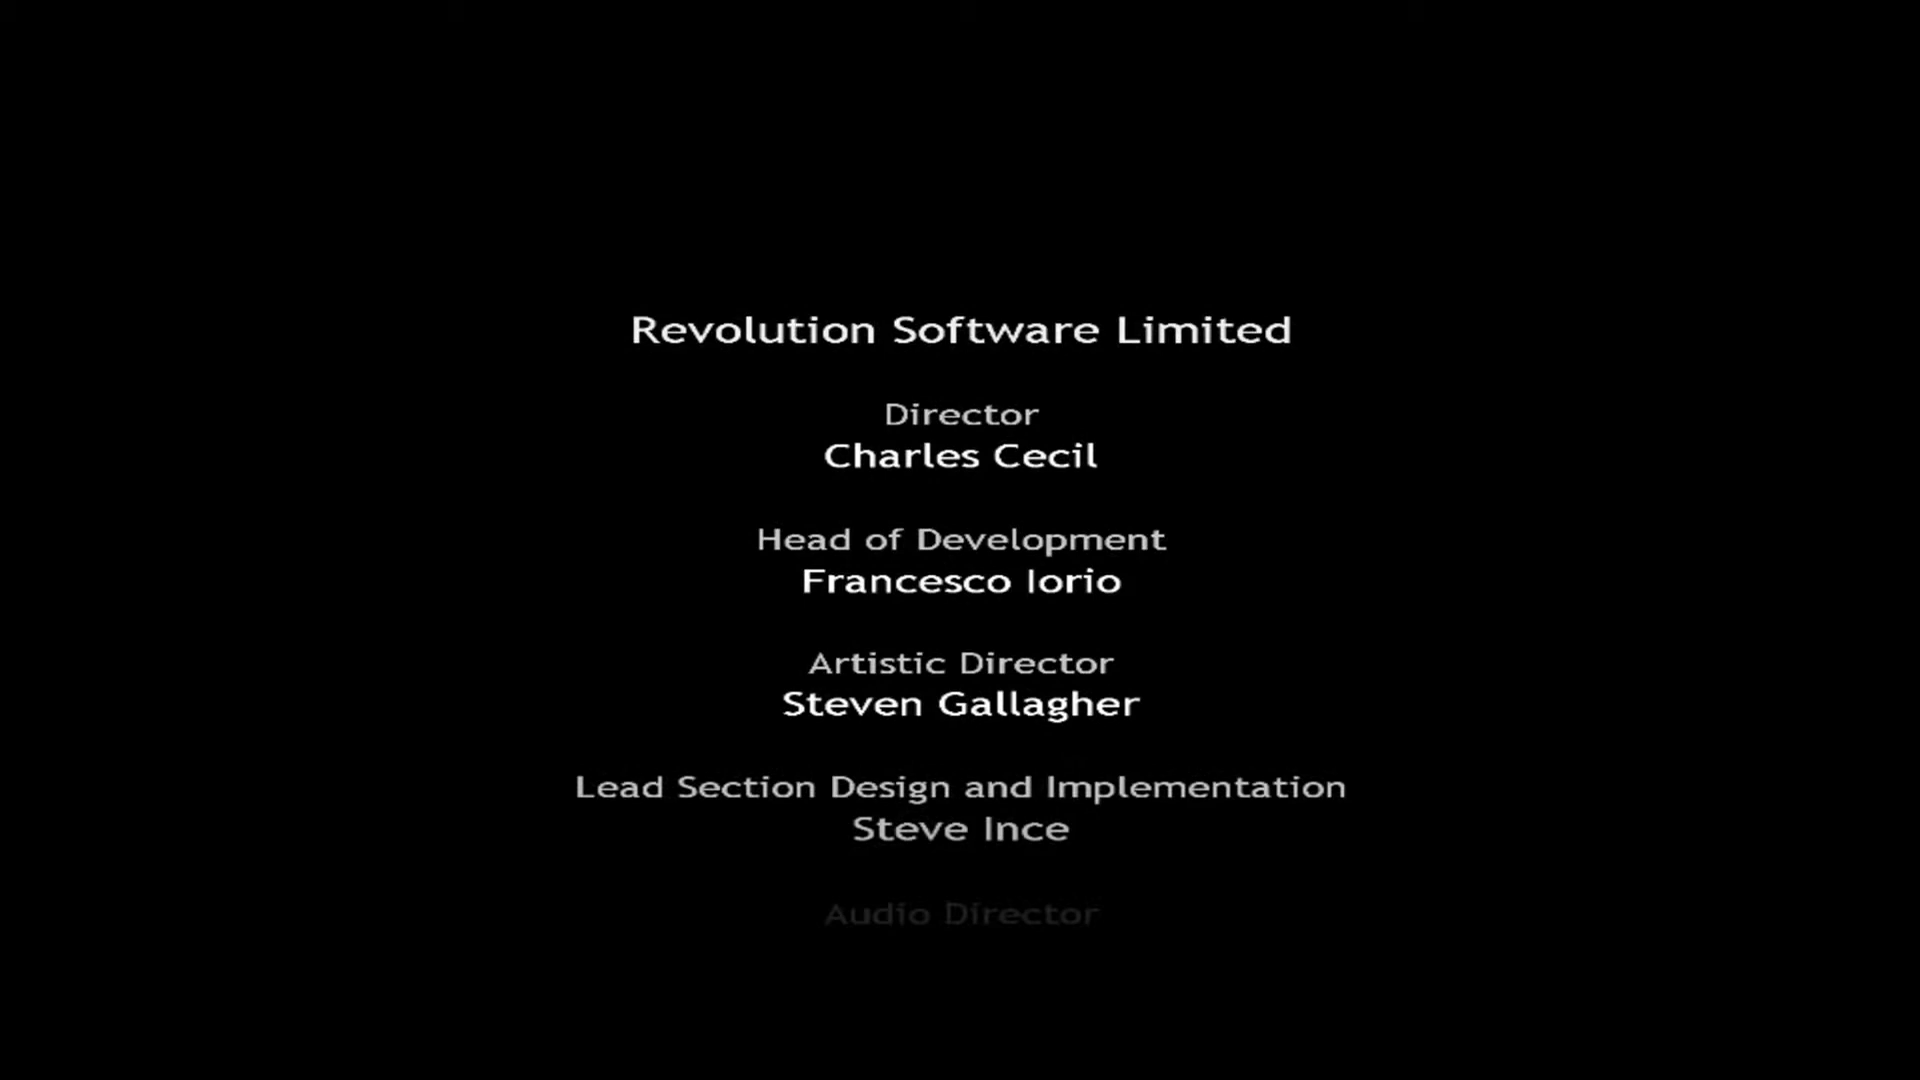 Revolution Software Limited
Director
Charles Cecil
Head of Development
Francesco Iorio
Artistic Director
Steven Gallagher
Lead Section Design and Implementation
Steve Ince
Audio Director